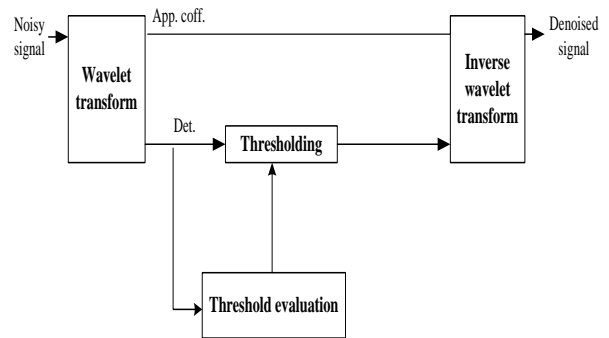 Noisy
signal
App. coff.
Denoised
signal
Wavelet
transform
Inverse
wavelet
transform
Det.
Thresholding
Threshold evaluation